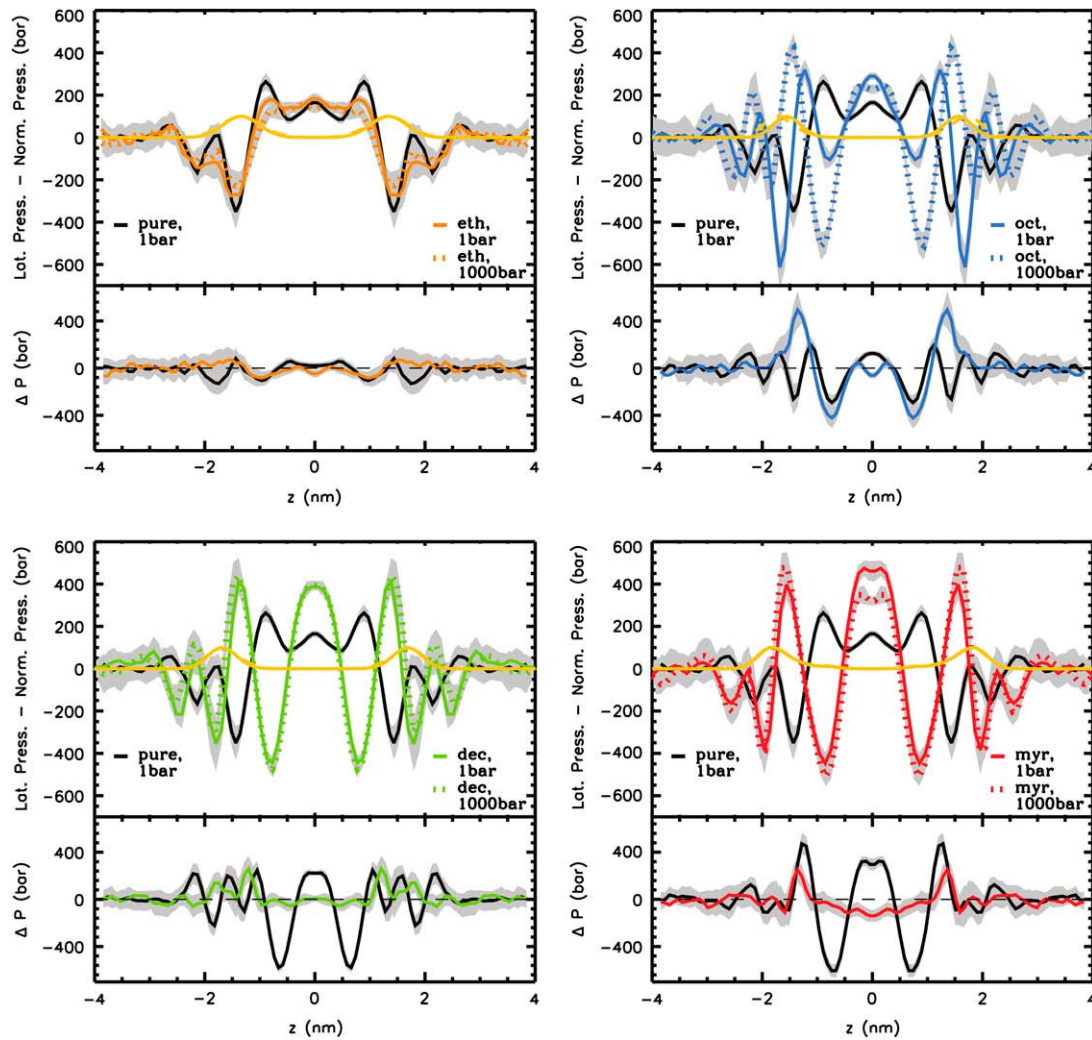 Lat. Press. - Norm. Press. (bar)
600
400
200
0
-200
-400
-600
pure,
1bar
eth,
1bar
eth,
1000bar
Δ P (bar)
400
0
-400
-4
-2
0
2
4
z (nm)
Lat. Press. - Norm. Press. (bar)
600
400
200
0
-200
-400
-600
pure,
1bar
oct,
1bar
oct,
1000bar
Δ P (bar)
400
0
-400
-4
-2
0
2
4
z (nm)
Lat. Press. - Norm. Press. (bar)
600
400
200
0
-200
-400
-600
pure,
1bar
dec,
1bar
dec,
1000bar
Δ P (bar)
400
0
-400
-4
-2
0
2
4
z (nm)
Lat. Press. - Norm. Press. (bar)
600
400
200
0
-200
-400
-600
pure,
1bar
myr,
1bar
myr,
1000bar
Δ P (bar)
400
0
-400
-4
-2
0
2
4
z (nm)